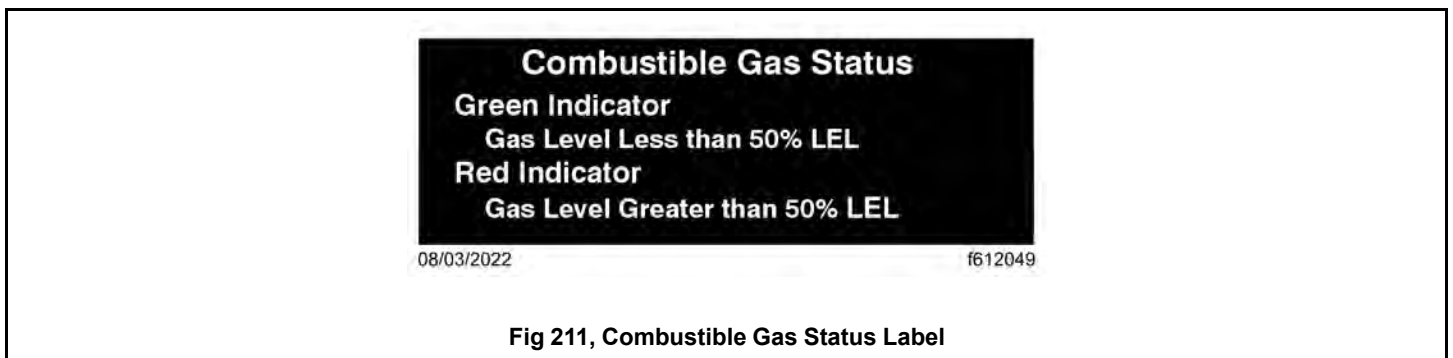 Combustible Gas Status
Green Indicator
Gas Level Less than 50% LEL
Red Indicator
Gas Level Greater than 50% LEL
08/03/2022 f612049
Fig 211, Combustible Gas Status Label